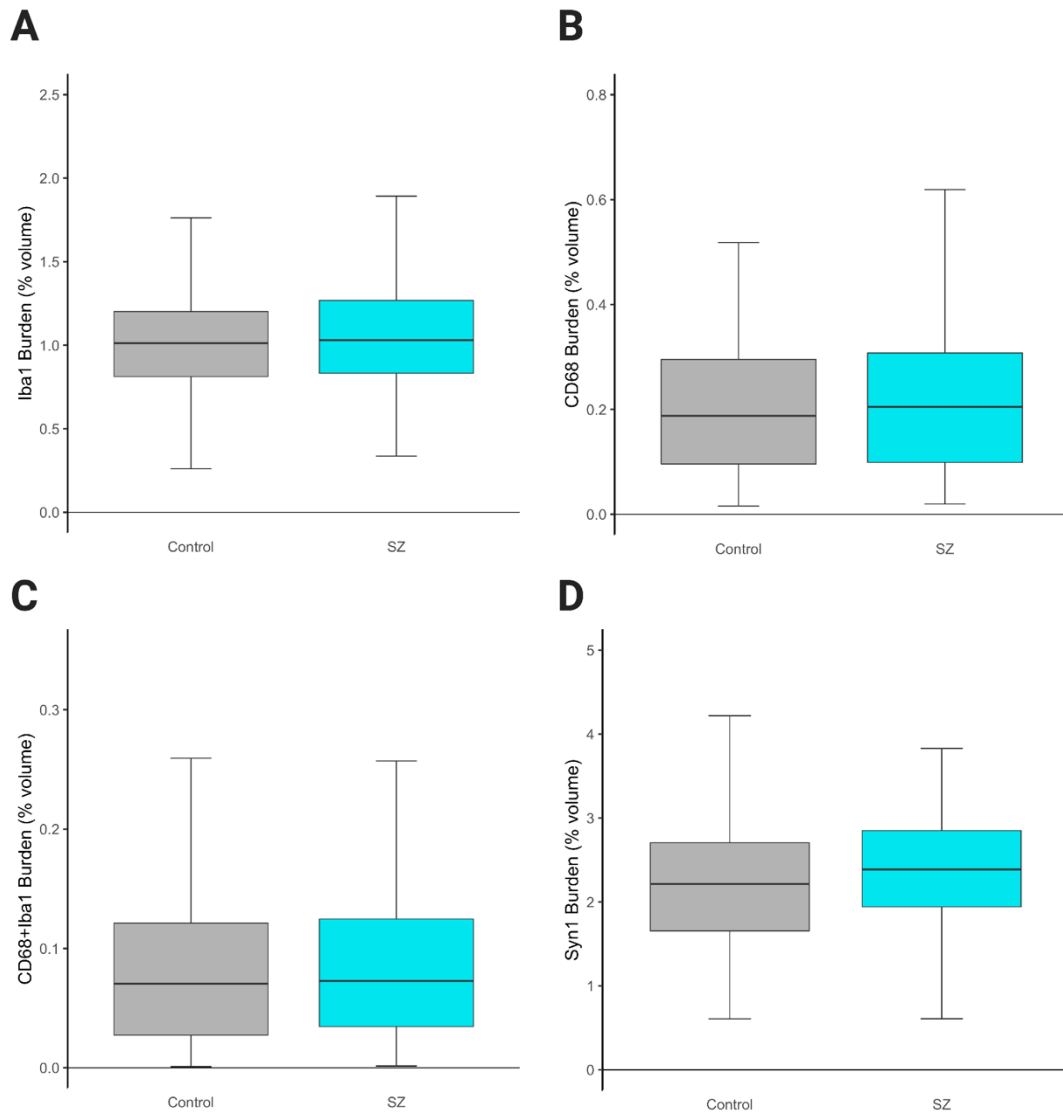 A
Iba1 Burden (% volume)
2.5
2.0
1.5
1.0
0.5
0.0
Control SZ
B
CD68 Burden (% volume)
0.8
0.6
0.4
0.2
0.0
Control SZ
C
CD68+Iba1 Burden (% volume)
0.3
0.2
0.1
0.0
Control SZ
D
Syn1 Burden (% volume)
5
4
3
2
1
0
Control SZ